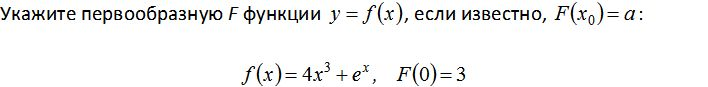 Укажите первообразную F функции y = f(x), если известно, F(x₀) = a:
f(x) = 4x³ + eˣ, F(0) = 3